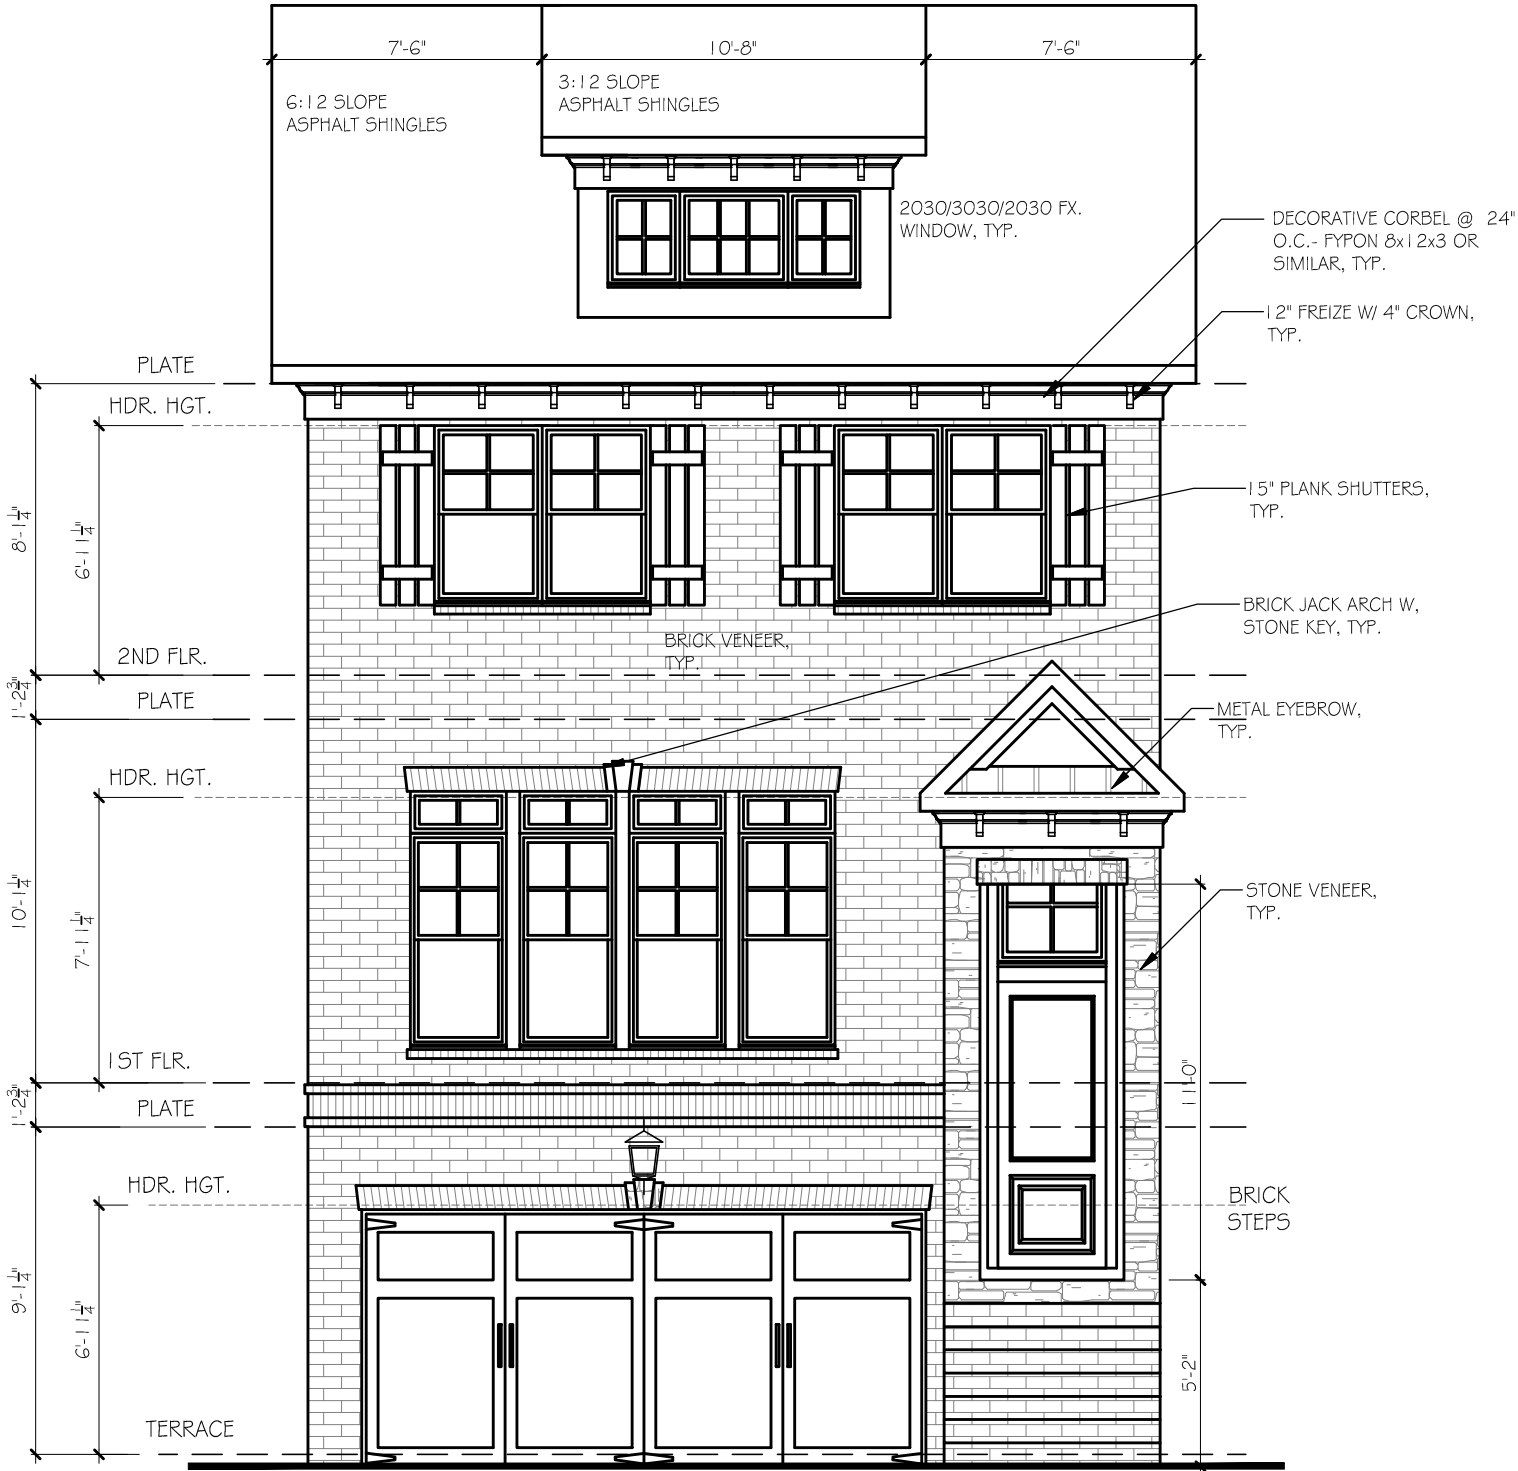 7'-6"
10'-8"
7'-6"
6:12 SLOPE
ASPHALT SHINGLES
3:12 SLOPE
ASPHALT SHINGLES
2030/3030/2030 FX.
WINDOW, TYP.
DECORATIVE CORBEL @ 24"
O.C.- FYPON 8x12x3 OR
SIMILAR, TYP.
12" FREIZE W/ 4" CROWN,
TYP.
PLATE
HDR. HGT.
8'-1 1/4"
6'-11 1/4"
15" PLANK SHUTTERS,
TYP.
BRICK JACK ARCH W,
STONE KEY, TYP.
BRICK VENEER,
TYP.
2ND FLR.
1'-2 3/4"
PLATE
METAL EYEBROW,
TYP.
HDR. HGT.
10'-1 1/4"
7'-11 1/4"
STONE VENEER,
TYP.
1ST FLR.
1'-2 3/4"
PLATE
11'-0"
HDR. HGT.
BRICK
STEPS
9'-1 1/4"
6'-11 1/4"
5'-2"
TERRACE